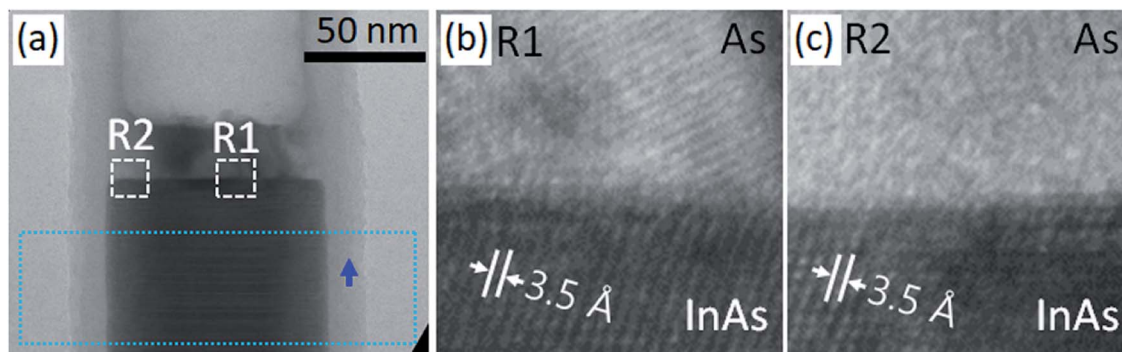 (a)
50 nm
R2
R1
(b)
R1
As
3.5 Å
InAs
(c)
R2
As
3.5 Å
InAs